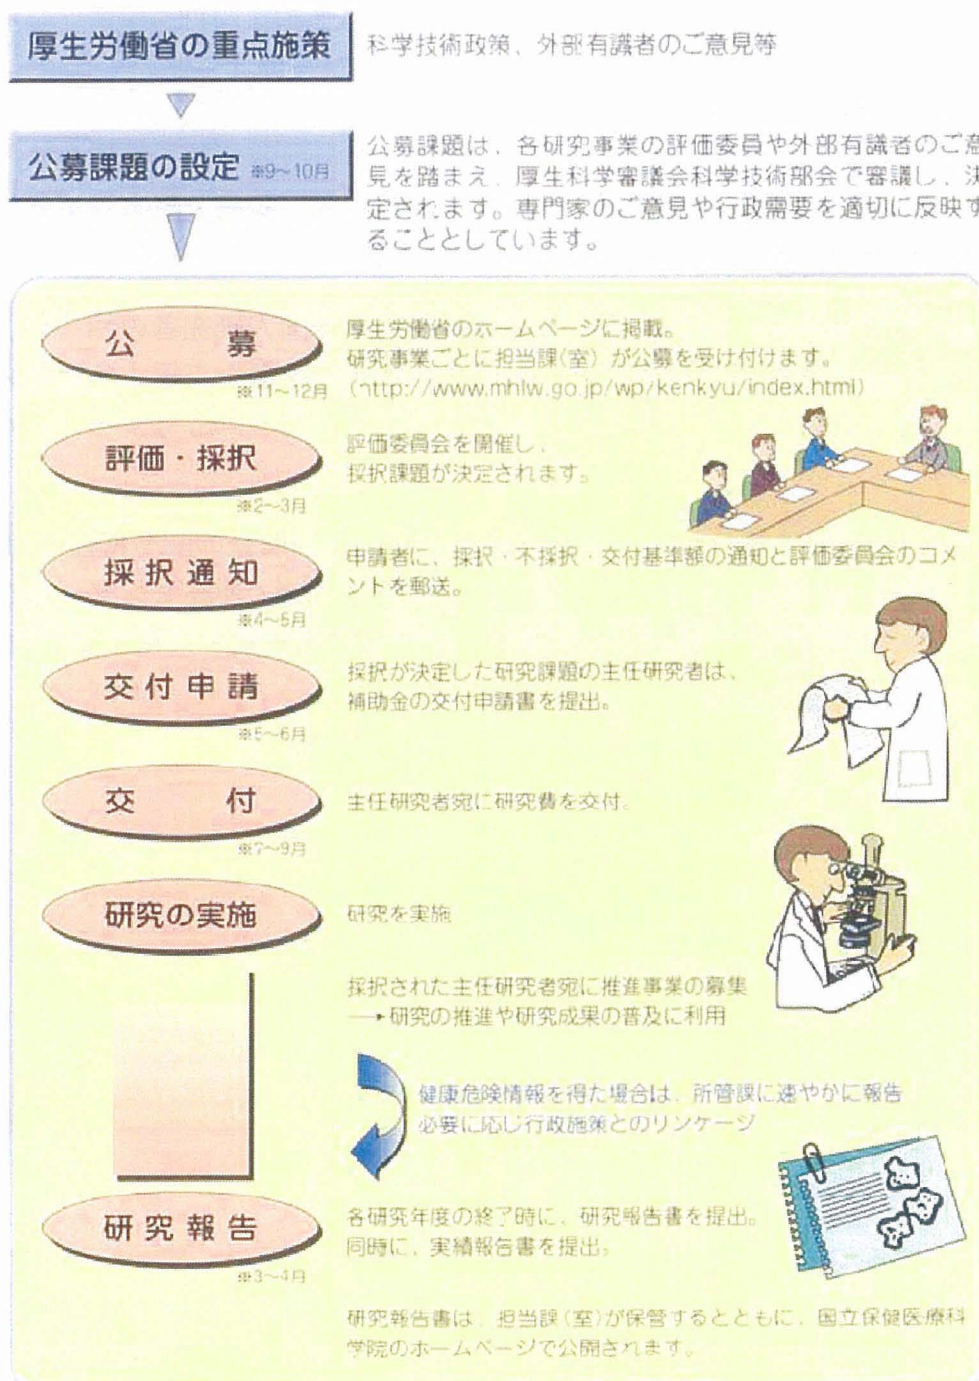 厚生労働省の重点施策
科学技術政策、外部有識者のご意見等
公募課題の設定 ※9～10月
公募課題は、各研究事業の評価委員や外部有識者のご意
見を踏まえ、厚生科学審議会科学技術部会で審議し、決
定されます。専門家のご意見や行政需要を適切に反映す
ることとしています。
公募
※11～12月
厚生労働省のホームページに掲載。
研究事業ごとに担当課(室) が公募を受け付けます。
(http://www.mhlw.go.jp/wp/kenkyu/index.html)
評価・採択
※2～3月
評価委員会を開催し、
採択課題が決定されます。
採択通知
※4～5月
申請者に、採択・不採択・交付基準額の通知と評価委員会のコメ
ントを郵送。
交付申請
※5～6月
採択が決定した研究課題の主任研究者は、
補助金の交付申請書を提出。
交付
※7～9月
主任研究者宛に研究費を交付。
研究の実施
研究を実施
採択された主任研究者宛に推進事業の募集
→研究の推進や研究成果の普及に利用
健康危険情報を得た場合は、所管課に速やかに報告
必要に応じ行政施策とのリンケージ
研究報告
※3～4月
各研究年度の終了時に、研究報告書を提出。
同時に、実績報告書を提出。
研究報告書は、担当課(室)が保管するとともに、国立保健医療科
学院のホームページで公開されます。